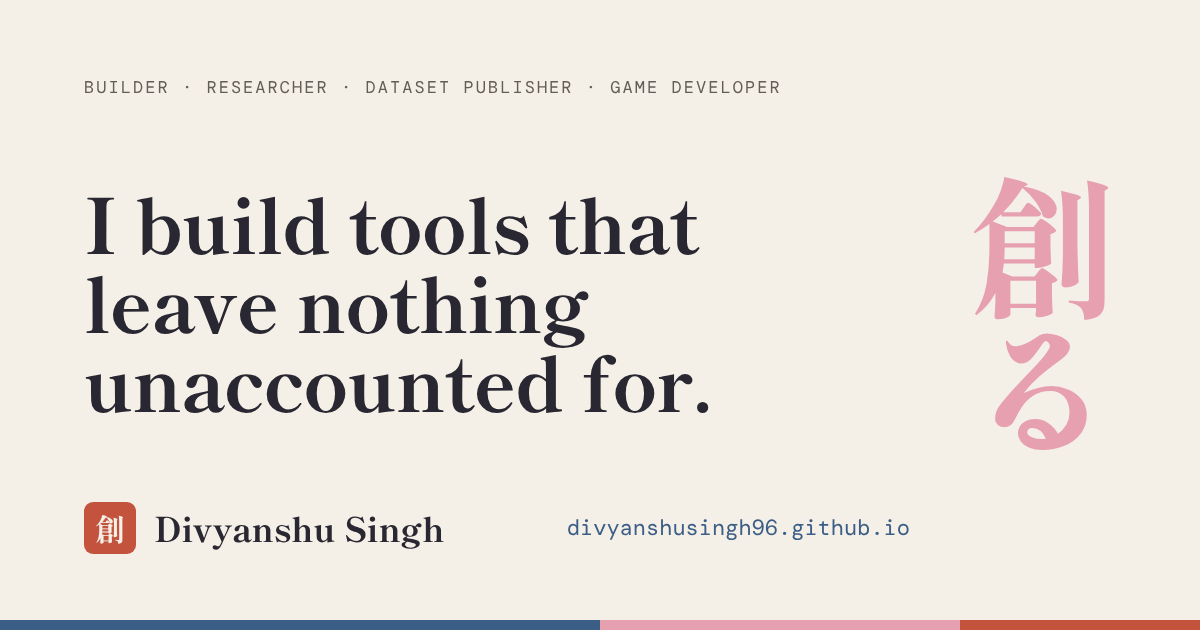 BUILDER · RESEARCHER · DATASET PUBLISHER · GAME DEVELOPER
I build tools that
leave nothing
unaccounted for.
創る
創 Divyanshu Singh
divyanshusingh96.github.io